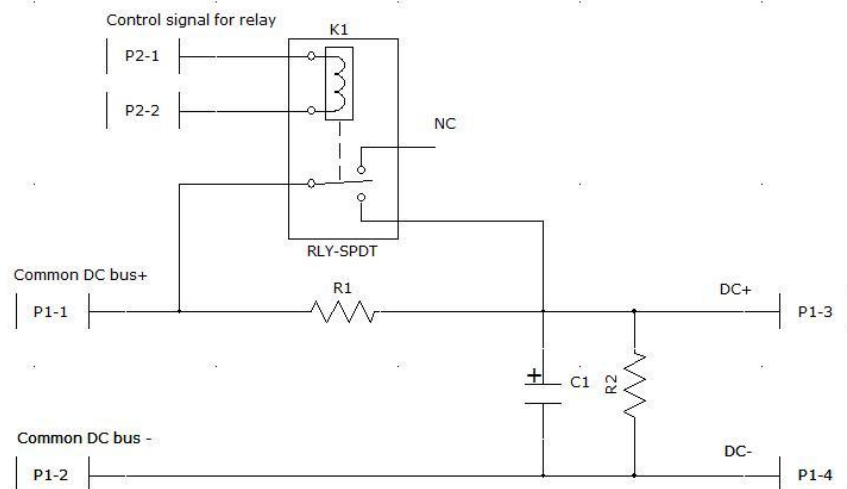 Control signal for relay
K1
P2-1
P2-2
NC
RLY-SPDT
Common DC bus+
R1
DC+
P1-1
P1-3
+
C1
R2
Common DC bus -
DC-
P1-2
P1-4